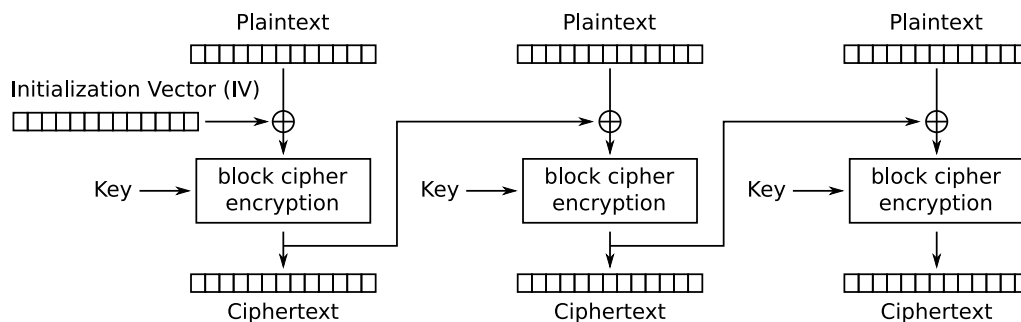 Plaintext
Plaintext
Plaintext
Initialization Vector (IV)
Key
block cipher
encryption
Key
block cipher
encryption
Key
block cipher
encryption
Ciphertext
Ciphertext
Ciphertext